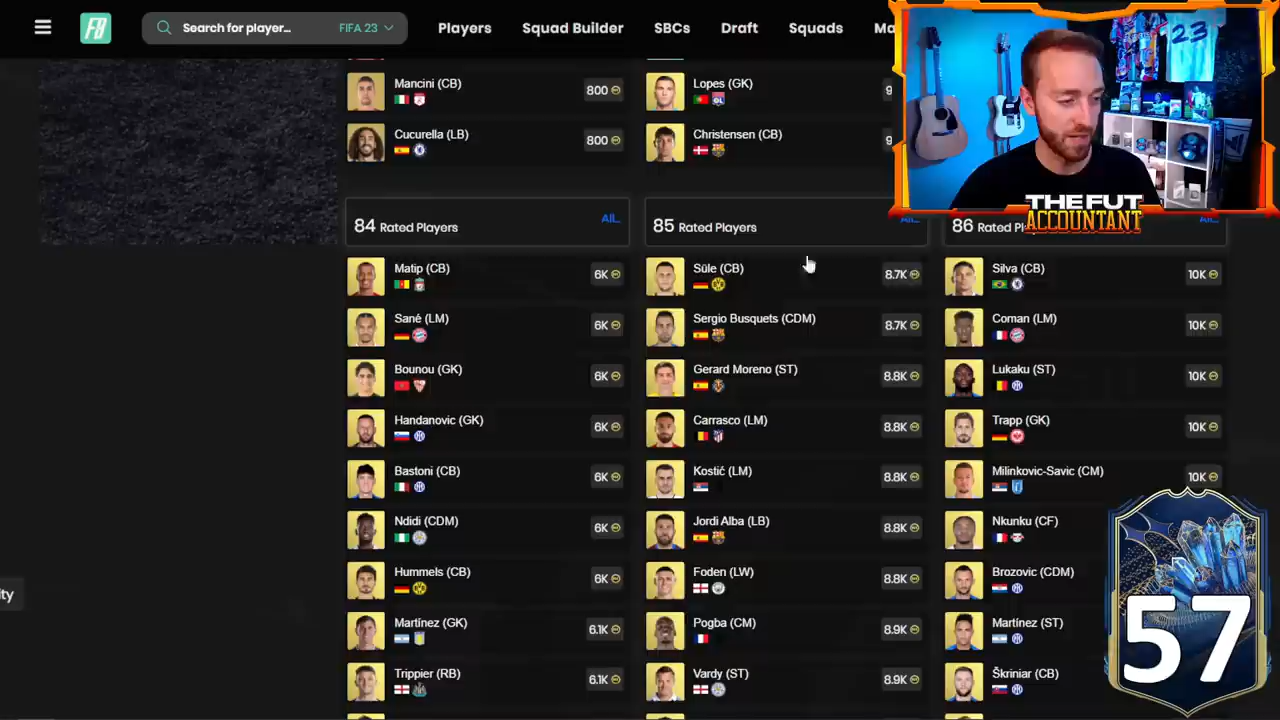 Search for player...
FIFA 23
Players
Squad Builder
SBCs
Draft
Squads
Ma
23
Mancini (CB)
800
Lopes (GK)
9
Cucurella (LB)
800
Christensen (CB)
9
THE FUT
ACCOUNTANT
84 Rated Players
All..
85 Rated Players
86 Rated
Matip (CB)
6K
Süle (CB)
8.7K
Silva (CB)
10K
Sané (LM)
6K
Sergio Busquets (CDM)
8.7K
Coman (LM)
10K
Bounou (GK)
6K
Gerard Moreno (ST)
8.8K
Lukaku (ST)
10K
Handanovic (GK)
6K
Carrasco (LM)
8.8K
Trapp (GK)
10K
Bastoni (CB)
6K
Kostić (LM)
8.8K
Milinkovic-Savic (CM)
10K
Ndidi (CDM)
6K
Jordi Alba (LB)
8.8K
Nkunku (CF)
Hummels (CB)
6K
Foden (LW)
8.8K
Brozovic (CDM)
ty
Martínez (GK)
6.1K
Pogba (CM)
8.9K
Martínez (ST)
Trippier (RB)
6.1K
Vardy (ST)
8.9K
Škriniar (CB)
57